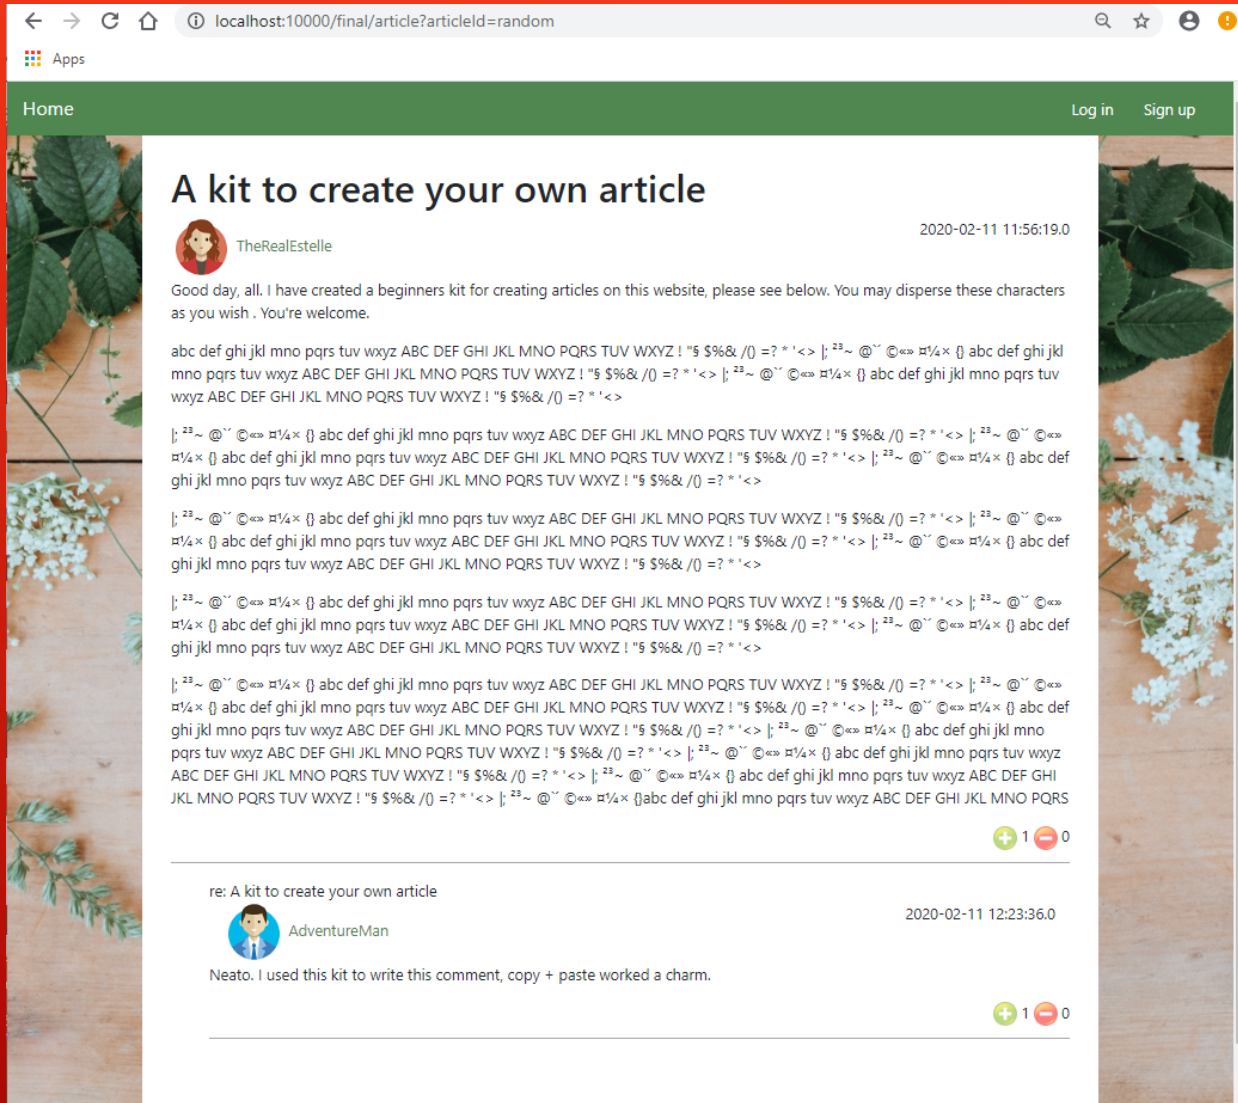 localhost:10000/final/article?articleId=random
Apps
Home
Log in Sign up
A kit to create your own article
TheRealEstelle
2020-02-11 11:56:19.0
Good day, all. I have created a beginners kit for creating articles on this website, please see below. You may disperse these characters
as you wish . You're welcome.
abc def ghi jkl mno pqrs tuv wxyz ABC DEF GHI JKL MNO PQRS TUV WXYZ ! "§ $%& /() =? * '<> |; ²³~ @`´ ©«» ¤¼× {} abc def ghi jkl
mno pqrs tuv wxyz ABC DEF GHI JKL MNO PQRS TUV WXYZ ! "§ $%& /() =? * '<> |; ²³~ @`´ ©«» ¤¼× {} abc def ghi jkl mno pqrs tuv
wxyz ABC DEF GHI JKL MNO PQRS TUV WXYZ ! "§ $%& /() =? * '<>
|; ²³~ @`´ ©«» ¤¼× {} abc def ghi jkl mno pqrs tuv wxyz ABC DEF GHI JKL MNO PQRS TUV WXYZ ! "§ $%& /() =? * '<> |; ²³~ @`´ ©«»
¤¼× {} abc def ghi jkl mno pqrs tuv wxyz ABC DEF GHI JKL MNO PQRS TUV WXYZ ! "§ $%& /() =? * '<> |; ²³~ @`´ ©«» ¤¼× {} abc def
ghi jkl mno pqrs tuv wxyz ABC DEF GHI JKL MNO PQRS TUV WXYZ ! "§ $%& /() =? * '<>
|; ²³~ @`´ ©«» ¤¼× {} abc def ghi jkl mno pqrs tuv wxyz ABC DEF GHI JKL MNO PQRS TUV WXYZ ! "§ $%& /() =? * '<> |; ²³~ @`´ ©«»
¤¼× {} abc def ghi jkl mno pqrs tuv wxyz ABC DEF GHI JKL MNO PQRS TUV WXYZ ! "§ $%& /() =? * '<> |; ²³~ @`´ ©«» ¤¼× {} abc def
ghi jkl mno pqrs tuv wxyz ABC DEF GHI JKL MNO PQRS TUV WXYZ ! "§ $%& /() =? * '<>
|; ²³~ @`´ ©«» ¤¼× {} abc def ghi jkl mno pqrs tuv wxyz ABC DEF GHI JKL MNO PQRS TUV WXYZ ! "§ $%& /() =? * '<> |; ²³~ @`´ ©«»
¤¼× {} abc def ghi jkl mno pqrs tuv wxyz ABC DEF GHI JKL MNO PQRS TUV WXYZ ! "§ $%& /() =? * '<> |; ²³~ @`´ ©«» ¤¼× {} abc def
ghi jkl mno pqrs tuv wxyz ABC DEF GHI JKL MNO PQRS TUV WXYZ ! "§ $%& /() =? * '<>
|; ²³~ @`´ ©«» ¤¼× {} abc def ghi jkl mno pqrs tuv wxyz ABC DEF GHI JKL MNO PQRS TUV WXYZ ! "§ $%& /() =? * '<> |; ²³~ @`´ ©«»
¤¼× {} abc def ghi jkl mno pqrs tuv wxyz ABC DEF GHI JKL MNO PQRS TUV WXYZ ! "§ $%& /() =? * '<> |; ²³~ @`´ ©«» ¤¼× {} abc def
ghi jkl mno pqrs tuv wxyz ABC DEF GHI JKL MNO PQRS TUV WXYZ ! "§ $%& /() =? * '<> |; ²³~ @`´ ©«» ¤¼× {} abc def ghi jkl mno
pqrs tuv wxyz ABC DEF GHI JKL MNO PQRS TUV WXYZ ! "§ $%& /() =? * '<> |; ²³~ @`´ ©«» ¤¼× {} abc def ghi jkl mno pqrs tuv wxyz
ABC DEF GHI JKL MNO PQRS TUV WXYZ ! "§ $%& /() =? * '<> |; ²³~ @`´ ©«» ¤¼× {} abc def ghi jkl mno pqrs tuv wxyz ABC DEF GHI
JKL MNO PQRS TUV WXYZ ! "§ $%& /() =? * '<> |; ²³~ @`´ ©«» ¤¼× {}abc def ghi jkl mno pqrs tuv wxyz ABC DEF GHI JKL MNO PQRS
1 0
re: A kit to create your own article
AdventureMan
2020-02-11 12:23:36.0
Neato. I used this kit to write this comment, copy + paste worked a charm.
1 0